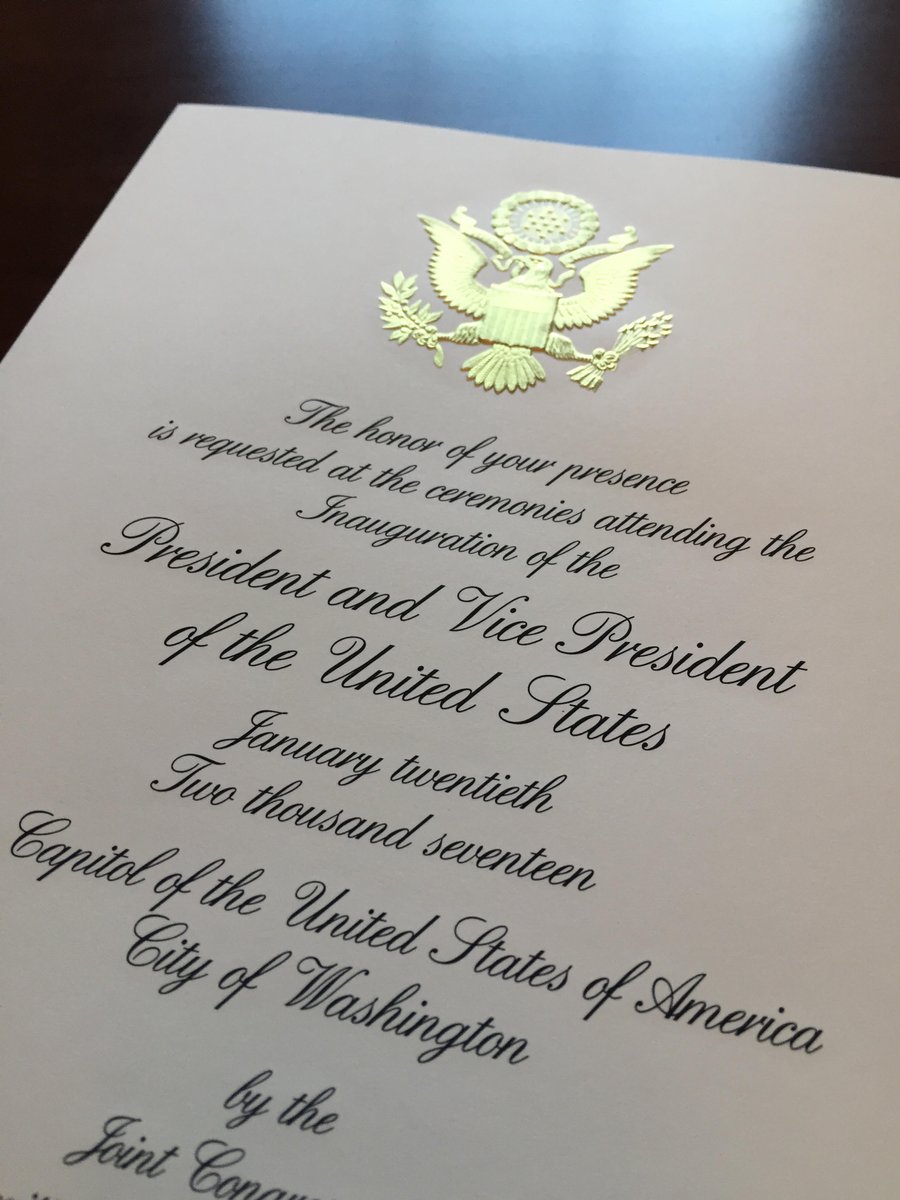 The honor of your presence
is requested at the ceremonies attending the
Inauguration of the
President and Vice President
of the United States
January twentieth
Two thousand seventeen
Capitol of the United States of America
City of Washington
by the
Joint